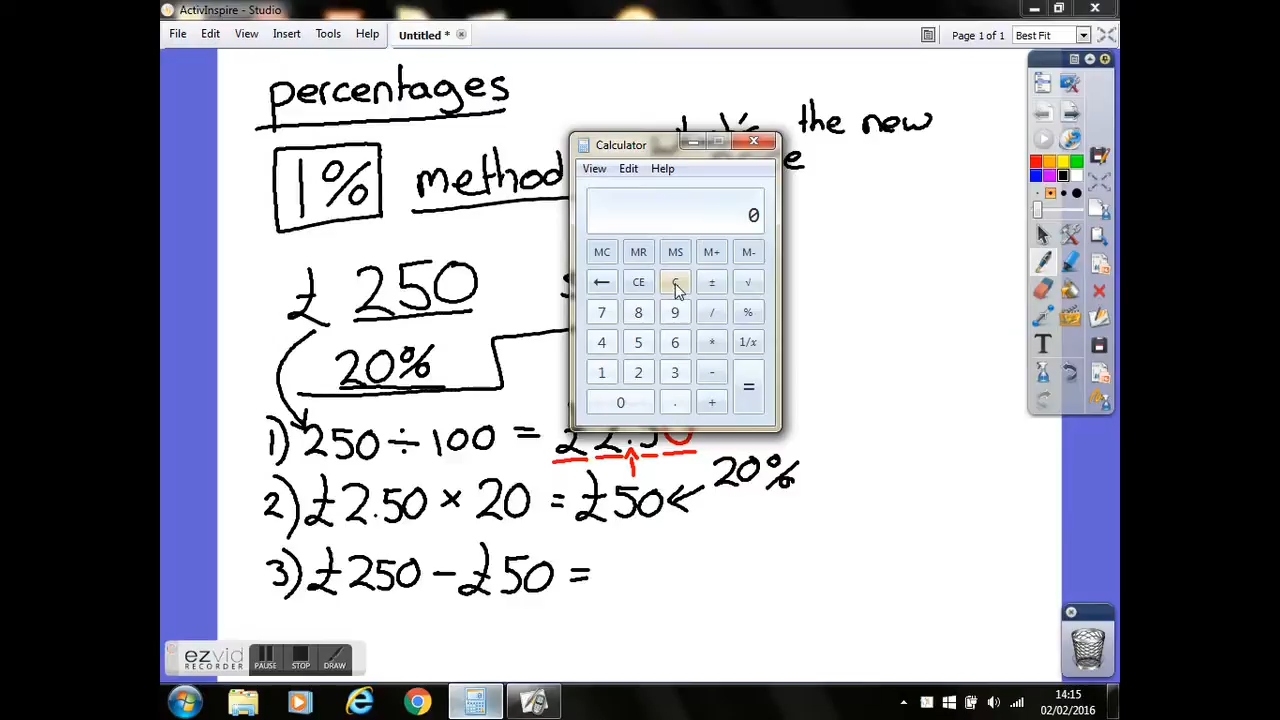 ActivInspire - Studio
File Edit View Insert Tools Help Untitled * Page 1 of 1 Best Fit
percentages
the new
1% method
Calculator
View Edit Help
0
MC MR MS M+ M-
← CE C ± √
7 8 9 / %
4 5 6 * 1/x
1 2 3 - =
0 . +
£250
20%
1) 250 ÷ 100 = £2.50
2) £2.50 × 20 = £50 ← 20%
3) £250 - £50 =
T
ezvid
RECORDER
PAUSE STOP DRAW
14:15
02/02/2016